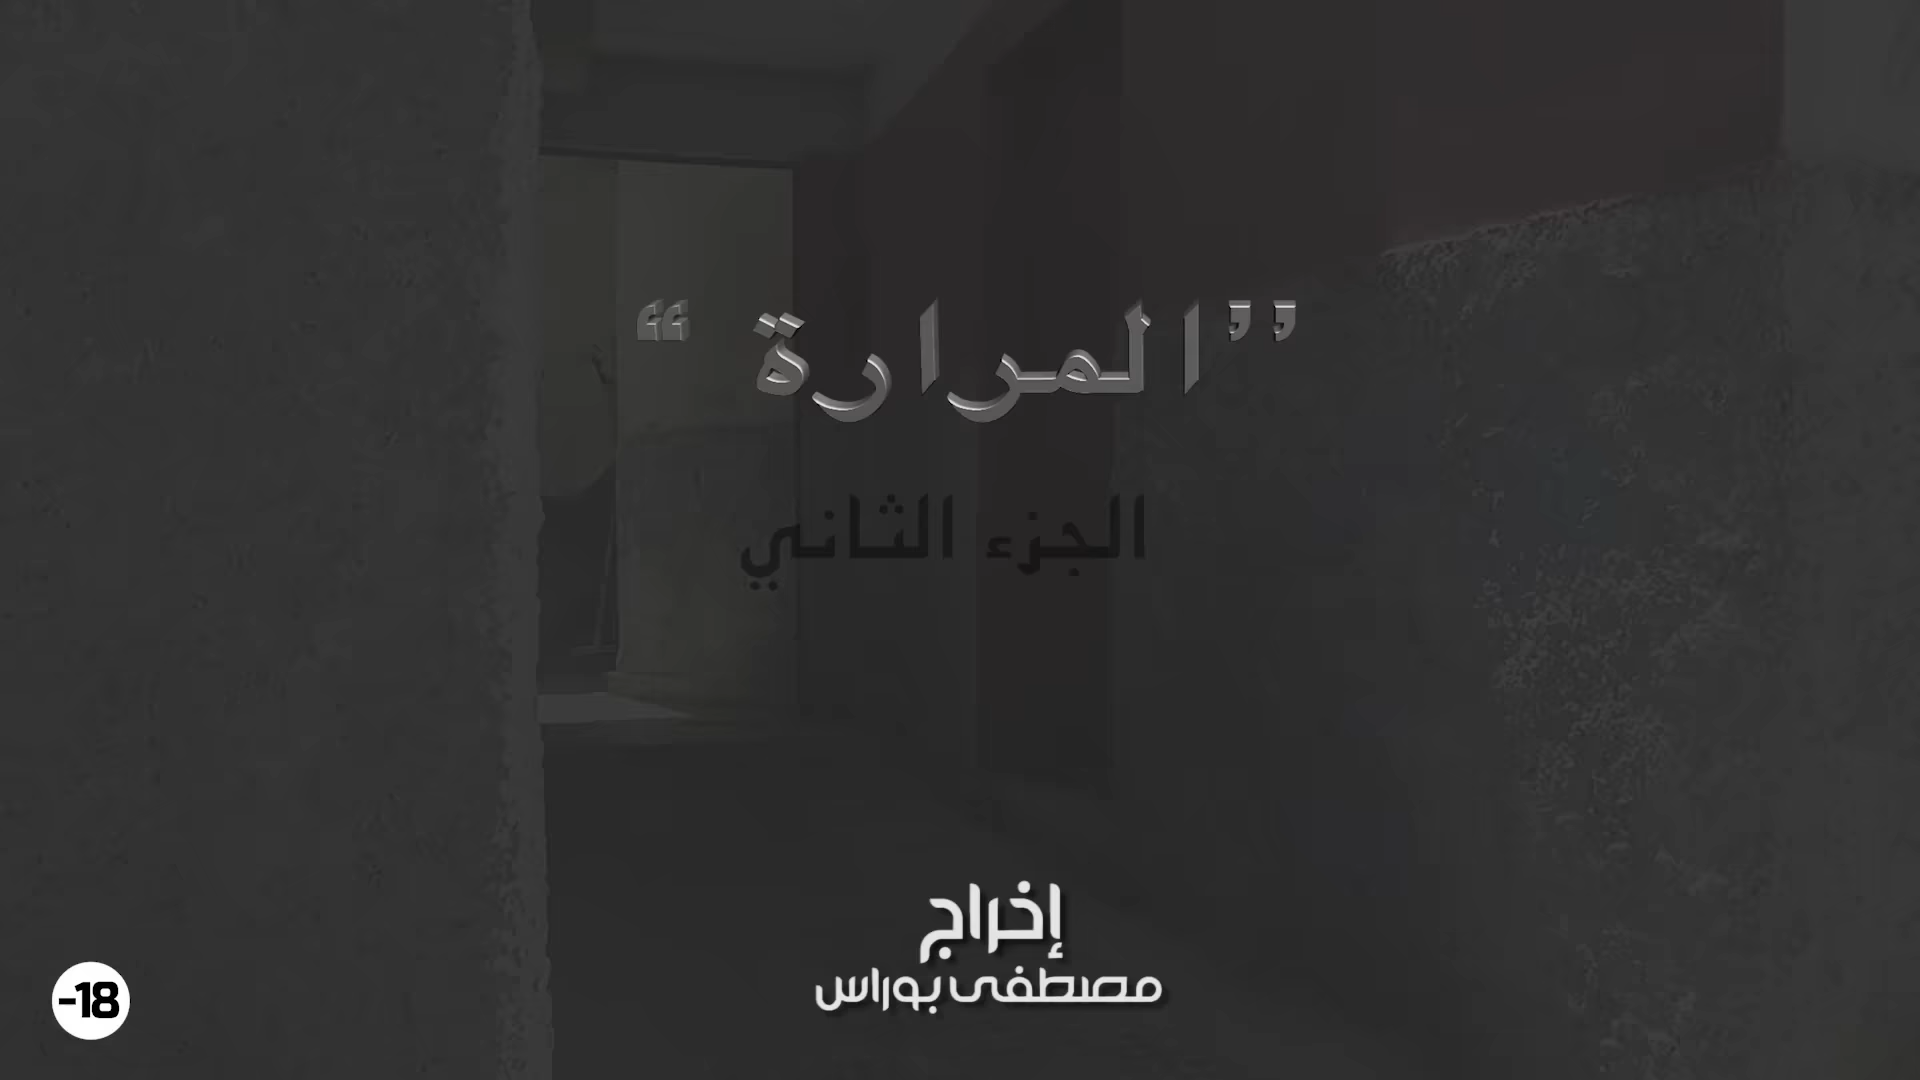 ”المرارة “
الجزء الثاني
إخراج
مصطفى بوراس
-18